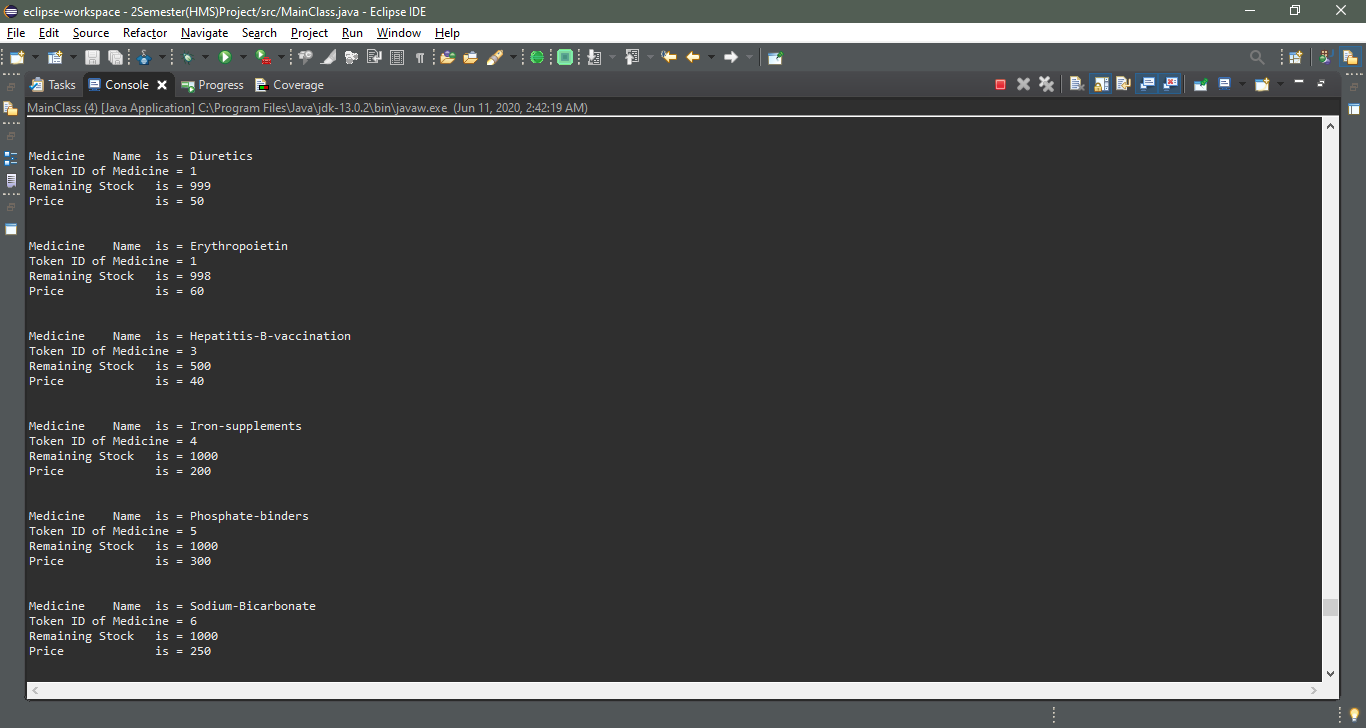 eclipse-workspace - 2Semester(HMS)Project/src/MainClass.java - Eclipse IDE
File Edit Source Refactor Navigate Search Project Run Window Help
Tasks Console Progress Coverage
MainClass (4) [Java Application] C:\Program Files\Java\jdk-13.0.2\bin\javaw.exe (Jun 11, 2020, 2:42:19 AM)
Medicine    Name  is = Diuretics
Token ID of Medicine = 1
Remaining Stock   is = 999
Price             is = 50
Medicine    Name  is = Erythropoietin
Token ID of Medicine = 1
Remaining Stock   is = 998
Price             is = 60
Medicine    Name  is = Hepatitis-B-vaccination
Token ID of Medicine = 3
Remaining Stock   is = 500
Price             is = 40
Medicine    Name  is = Iron-supplements
Token ID of Medicine = 4
Remaining Stock   is = 1000
Price             is = 200
Medicine    Name  is = Phosphate-binders
Token ID of Medicine = 5
Remaining Stock   is = 1000
Price             is = 300
Medicine    Name  is = Sodium-Bicarbonate
Token ID of Medicine = 6
Remaining Stock   is = 1000
Price             is = 250